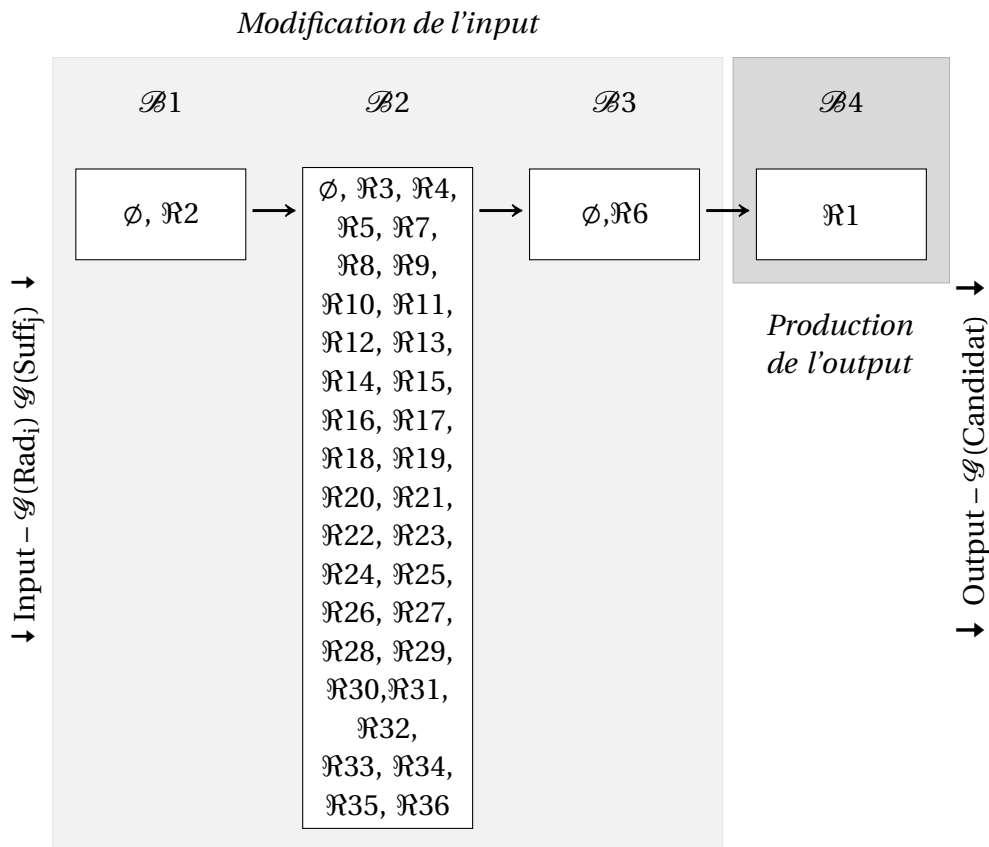 Modification de l'input
ℬ1
ℬ2
ℬ3
ℬ4
∅, ℜ2
∅, ℜ3, ℜ4,
ℜ5, ℜ7,
ℜ8, ℜ9,
ℜ10, ℜ11,
ℜ12, ℜ13,
ℜ14, ℜ15,
ℜ16, ℜ17,
ℜ18, ℜ19,
ℜ20, ℜ21,
ℜ22, ℜ23,
ℜ24, ℜ25,
ℜ26, ℜ27,
ℜ28, ℜ29,
ℜ30,ℜ31,
ℜ32,
ℜ33, ℜ34,
ℜ35, ℜ36
∅,ℜ6
ℜ1
Production
de l'output
Input – 𝒢(Radᵢ) 𝒢(Suffⱼ)
Output – 𝒢(Candidat)